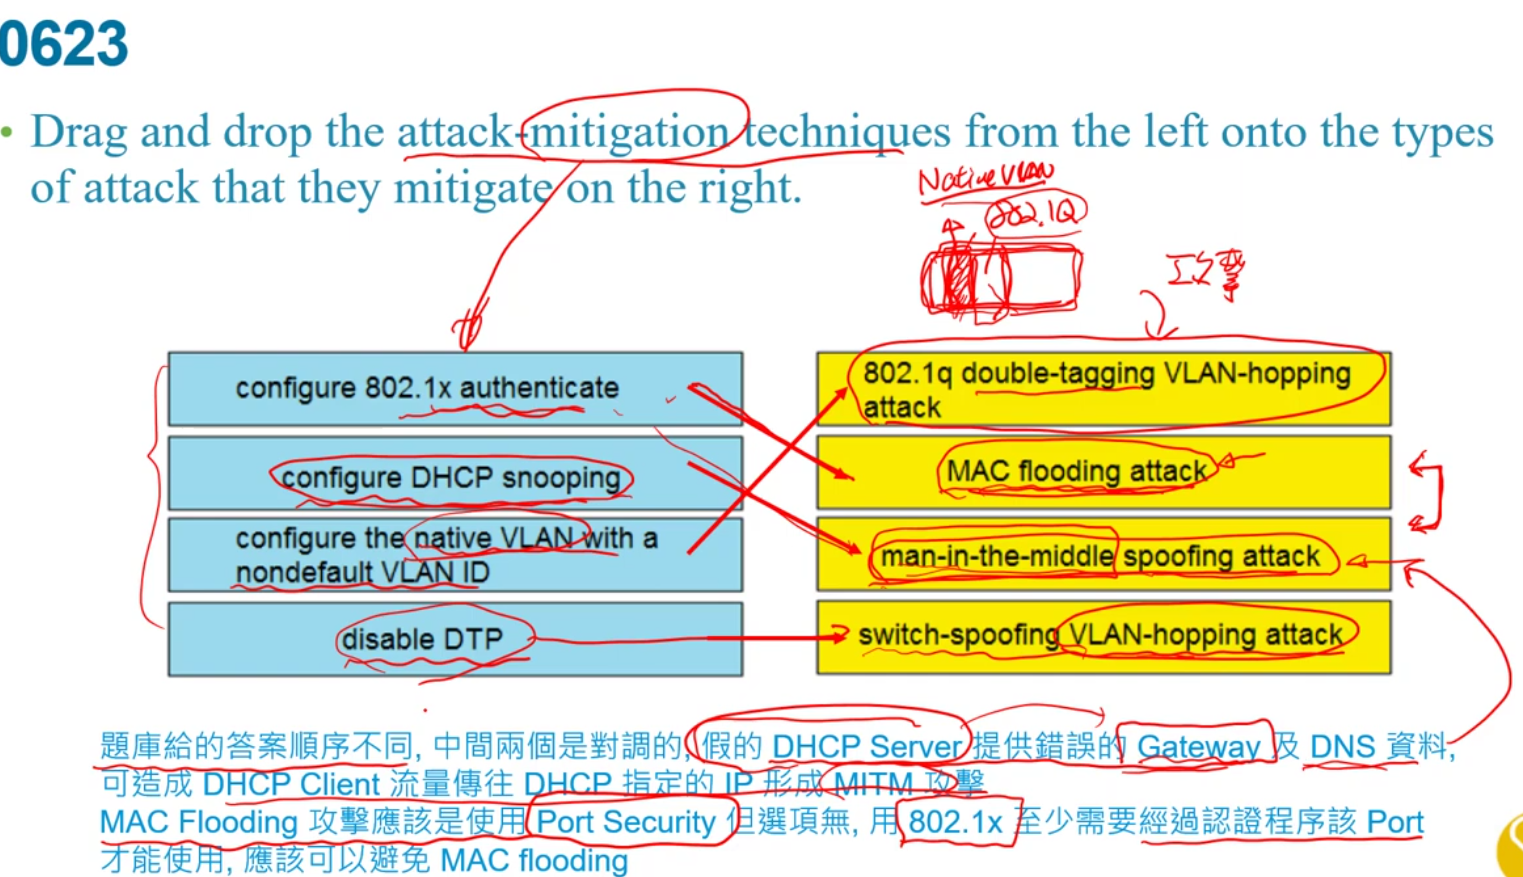 0623
• Drag and drop the attack-mitigation techniques from the left onto the types
of attack that they mitigate on the right.
Native VLAN
802.1Q
攻擊
configure 802.1x authenticate
802.1q double-tagging VLAN-hopping
attack
configure DHCP snooping
MAC flooding attack
configure the native VLAN with a
nondefault VLAN ID
man-in-the-middle spoofing attack
disable DTP
switch-spoofing VLAN-hopping attack
題庫給的答案順序不同, 中間兩個是對調的, 假的 DHCP Server 提供錯誤的 Gateway 及 DNS 資料,
可造成 DHCP Client 流量傳往 DHCP 指定的 IP 形成 MITM 攻擊
MAC Flooding 攻擊應該是使用 Port Security 但選項無, 用 802.1x 至少需要經過認證程序該 Port
才能使用, 應該可以避免 MAC flooding